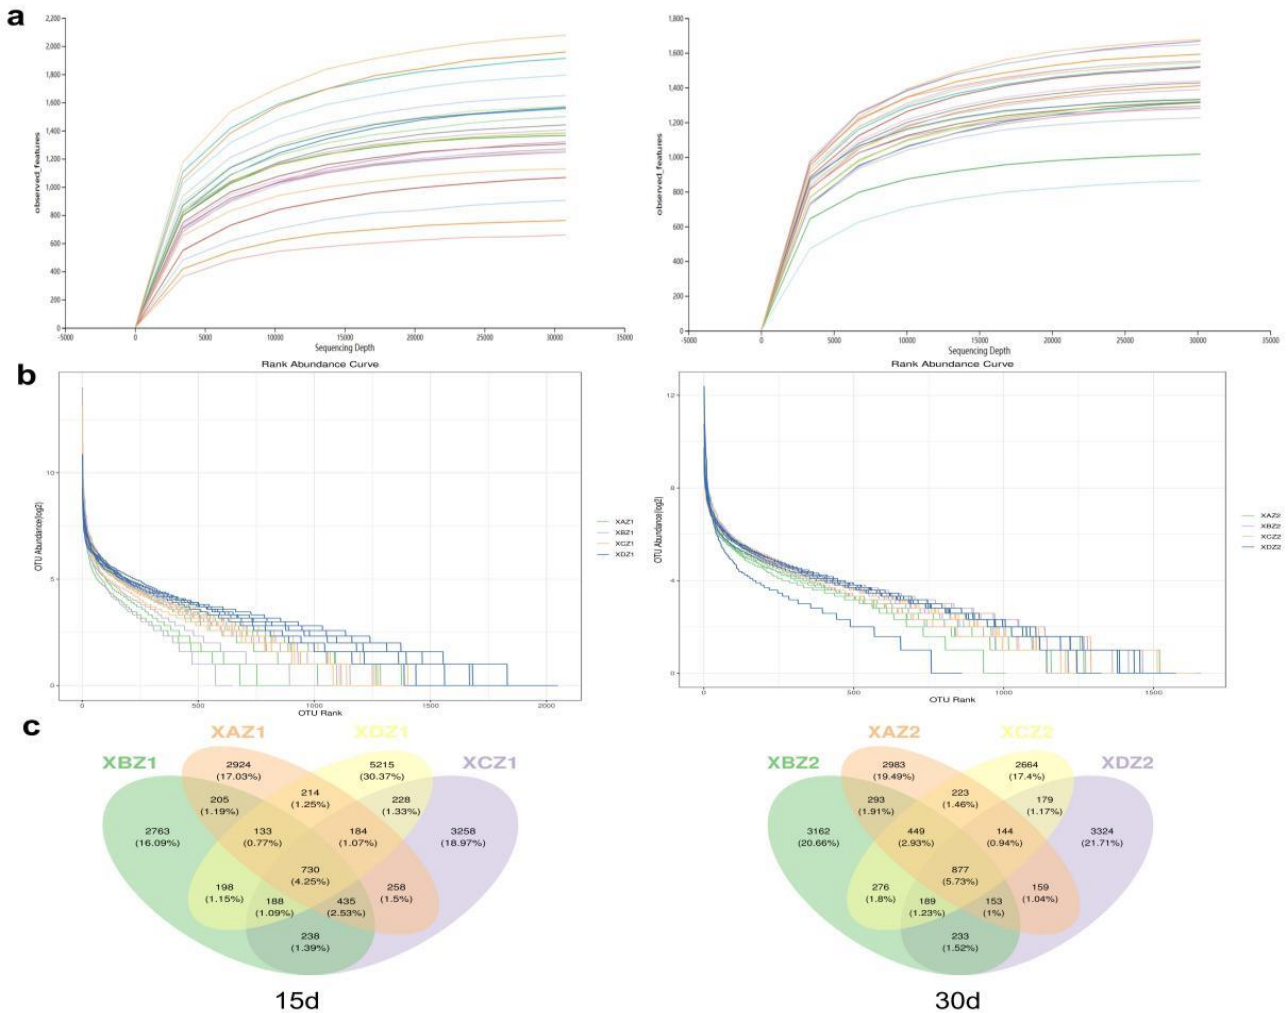 a
2,200
2,000
1,800
1,600
1,400
1,200
1,000
800
600
400
200
0
observed_features
-5000 0 5000 10000 15000 20000 25000 30000 35000
Sequencing Depth
1,800
1,600
1,400
1,200
1,000
800
600
400
200
0
observed_features
-5000 0 5000 10000 15000 20000 25000 30000 35000
Sequencing Depth
b
Rank Abundance Curve
10
5
0
OTU Abundance(log2)
0 500 1000 1500 2000
OTU Rank
XAZ1
XBZ1
XCZ1
XDZ1
Rank Abundance Curve
12
8
4
0
OTU Abundance(log2)
0 500 1000 1500
OTU Rank
XAZ2
XBZ2
XCZ2
XDZ2
c
XAZ1 XDZ1
XBZ1 XCZ1
2924 5215
(17.03%) (30.37%)
214
(1.25%)
205 228
(1.19%) (1.33%)
2763 133 184 3258
(16.09%) (0.77%) (1.07%) (18.97%)
730
(4.25%)
198 258
(1.15%) (1.5%)
188 435
(1.09%) (2.53%)
238
(1.39%)
15d
XAZ2 XCZ2
XBZ2 XDZ2
2983 2664
(19.49%) (17.4%)
223
(1.46%)
293 179
(1.91%) (1.17%)
3162 449 144 3324
(20.66%) (2.93%) (0.94%) (21.71%)
877
(5.73%)
276 159
(1.8%) (1.04%)
189 153
(1.23%) (1%)
233
(1.52%)
30d